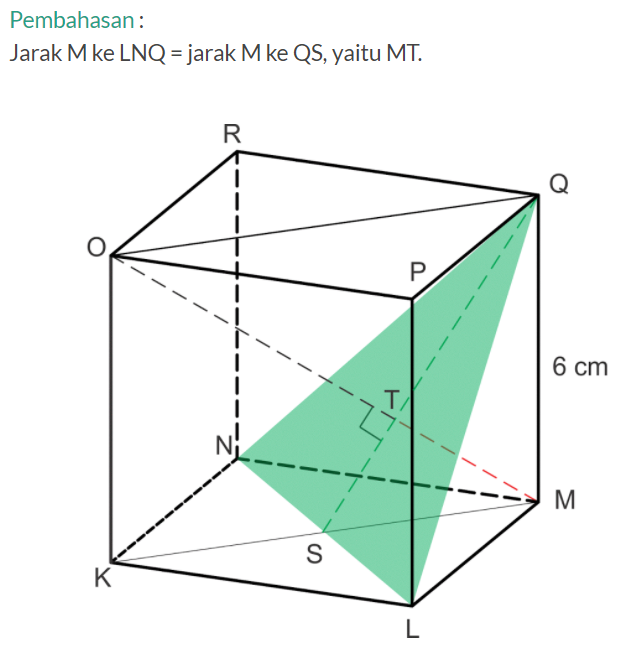 Pembahasan :
Jarak M ke LNQ = jarak M ke QS, yaitu MT.
R
Q
O
P
6 cm
T
N
M
S
K
L